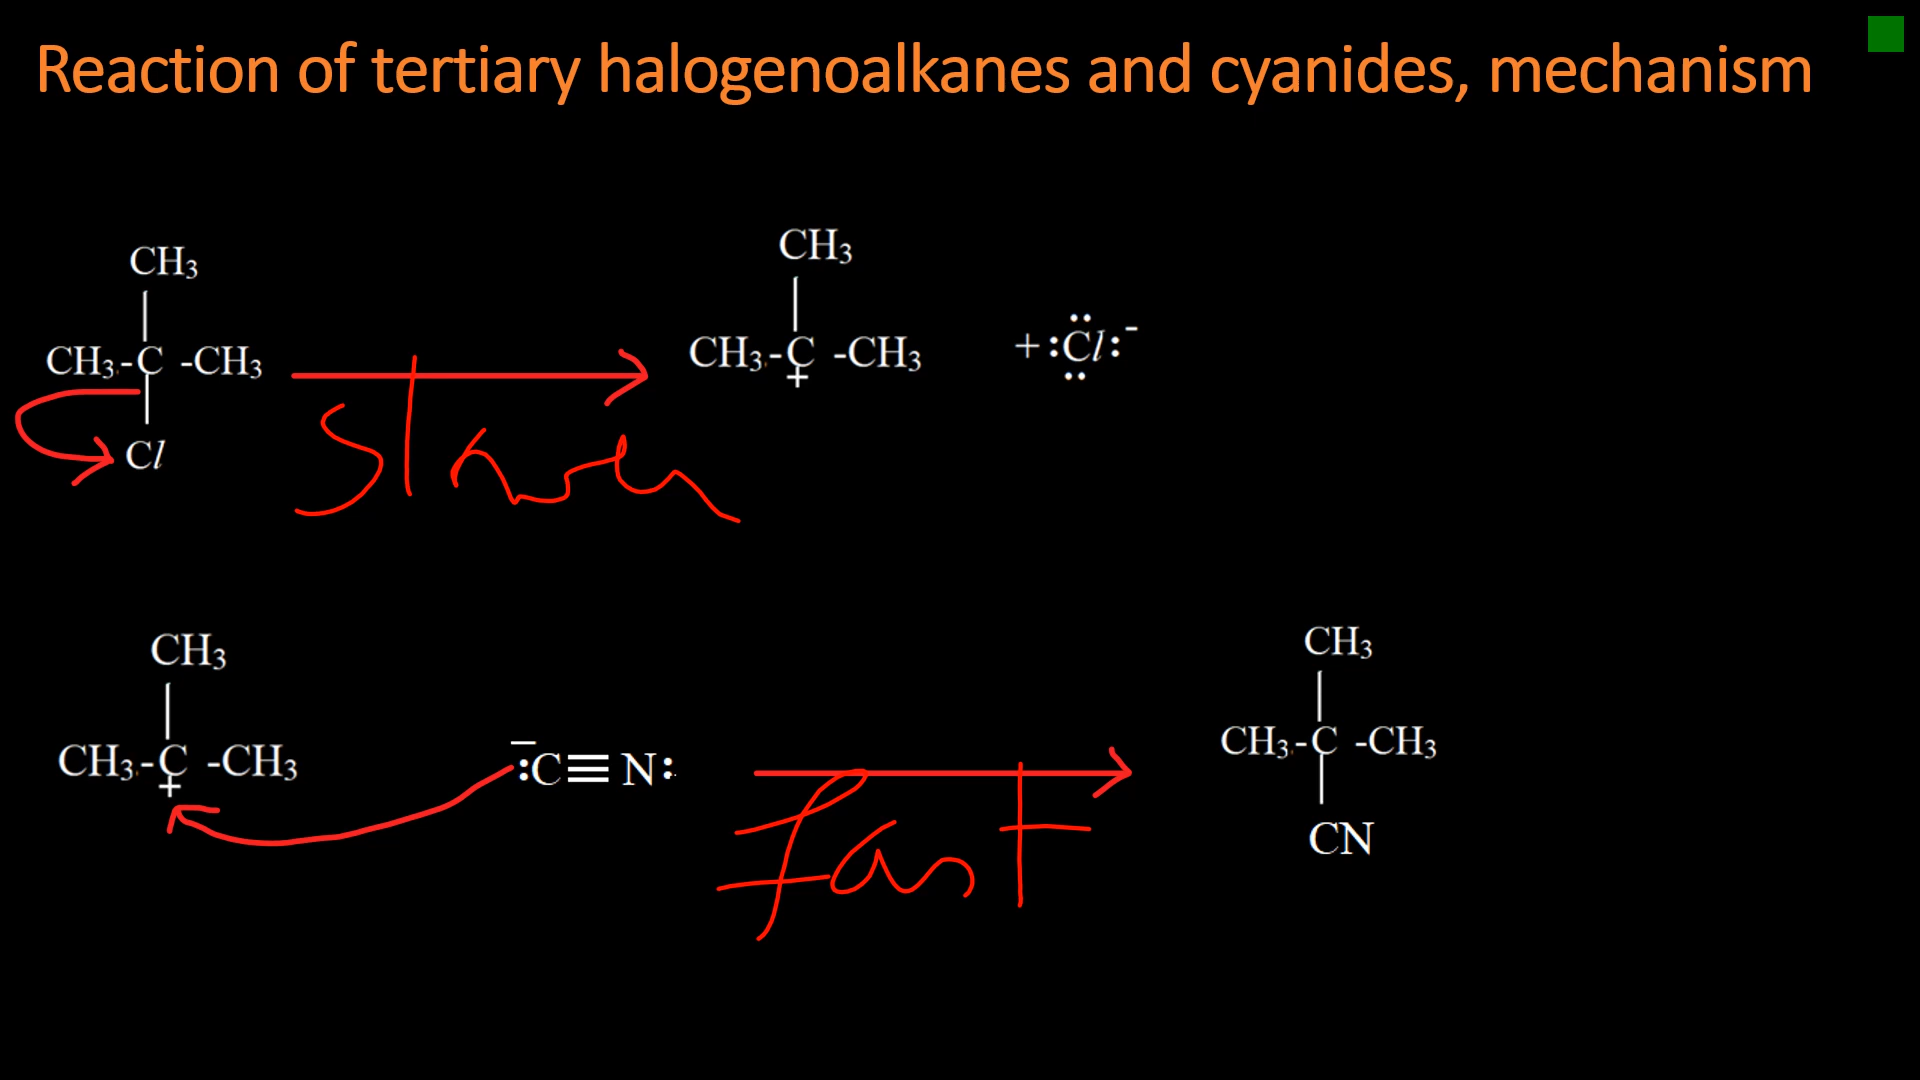 Reaction of tertiary halogenoalkanes and cyanides, mechanism
CH₃
CH₃-C-CH₃
Cl
CH₃
CH₃-C-CH₃
+
+ :Cl:⁻
CH₃
CH₃-C-CH₃
+
⁻:C≡N:
Fast
CH₃
CH₃-C-CH₃
CN